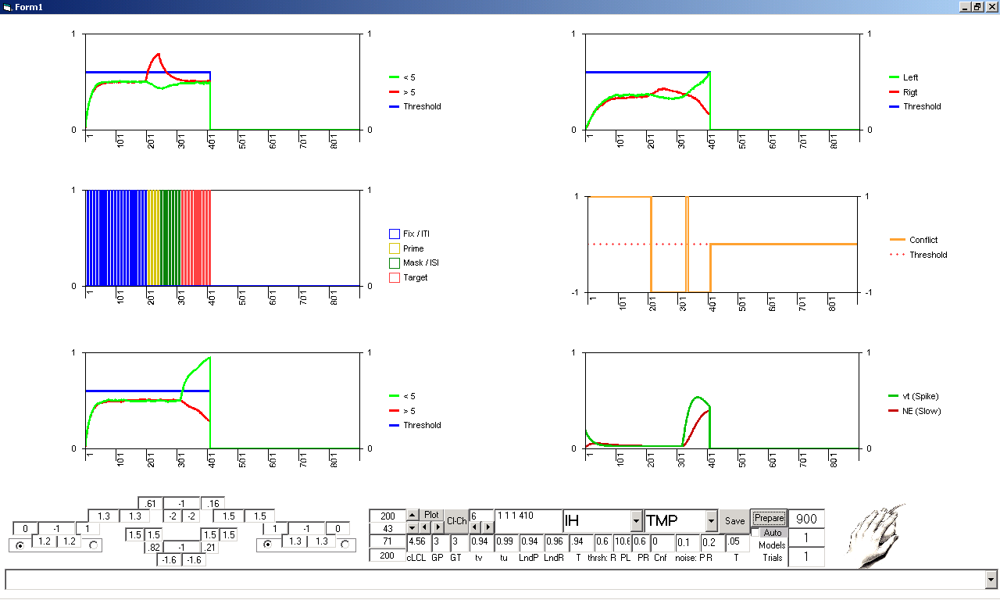 Form1
1 1
< 5
> 5
Threshold
0 0
1 101 201 301 401 501 601 701 801
1 1
Left
Rigt
Threshold
0 0
1 101 201 301 401 501 601 701 801
1
Fix / ITI
Prime
Mask / ISI
Target
0 0
1 101 201 301 401 501 601 701 801
1 1
Conflict
Threshold
-1 -1
1 101 201 301 401 501 601 701 801
1 1
< 5
> 5
Threshold
0 0
1 101 201 301 401 501 601 701 801
1 1
vt (Spike)
NE (Slow)
0 0
1 101 201 301 401 501 601 701 801
.61 -1 .16
1.3 1.3 -2 -2 1.5 1.5
0 -1 1 1.5 1.5 1.5 1.5 1 -1 0
1.2 1.2 .82 -1 .21 1.3 1.3
-1.6 -1.6
200 Plot Cl-Ch 6 1 1 1 410 IH TMP Save Prepare 900
43 Auto
71 4.56 3 3 0.94 0.99 0.94 0.96 .94 0.6 10.6 0.6 0 0.1 0.2 .05 Models 1
200 cLCL GP GT tv tu LndP LndR T thrsh: R PL PR Cnf noise: P R T Trials 1